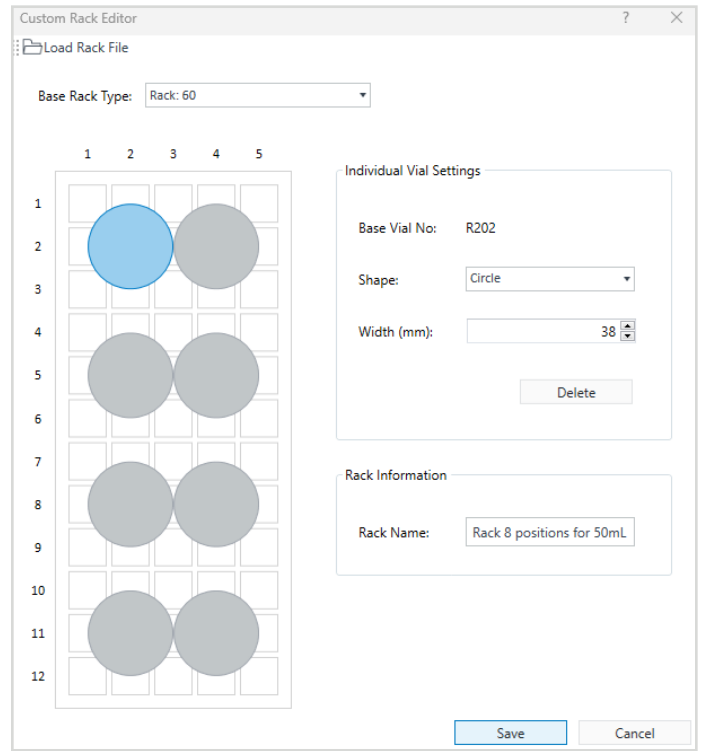 Custom Rack Editor ?
Load Rack File
Base Rack Type: Rack: 60
1 2 3 4 5
Individual Vial Settings
1
Base Vial No: R202
2
Shape: Circle
3
4
Width (mm): 38
5
Delete
6
7
Rack Information
8
Rack Name: Rack 8 positions for 50mL
9
10
11
12
Save Cancel